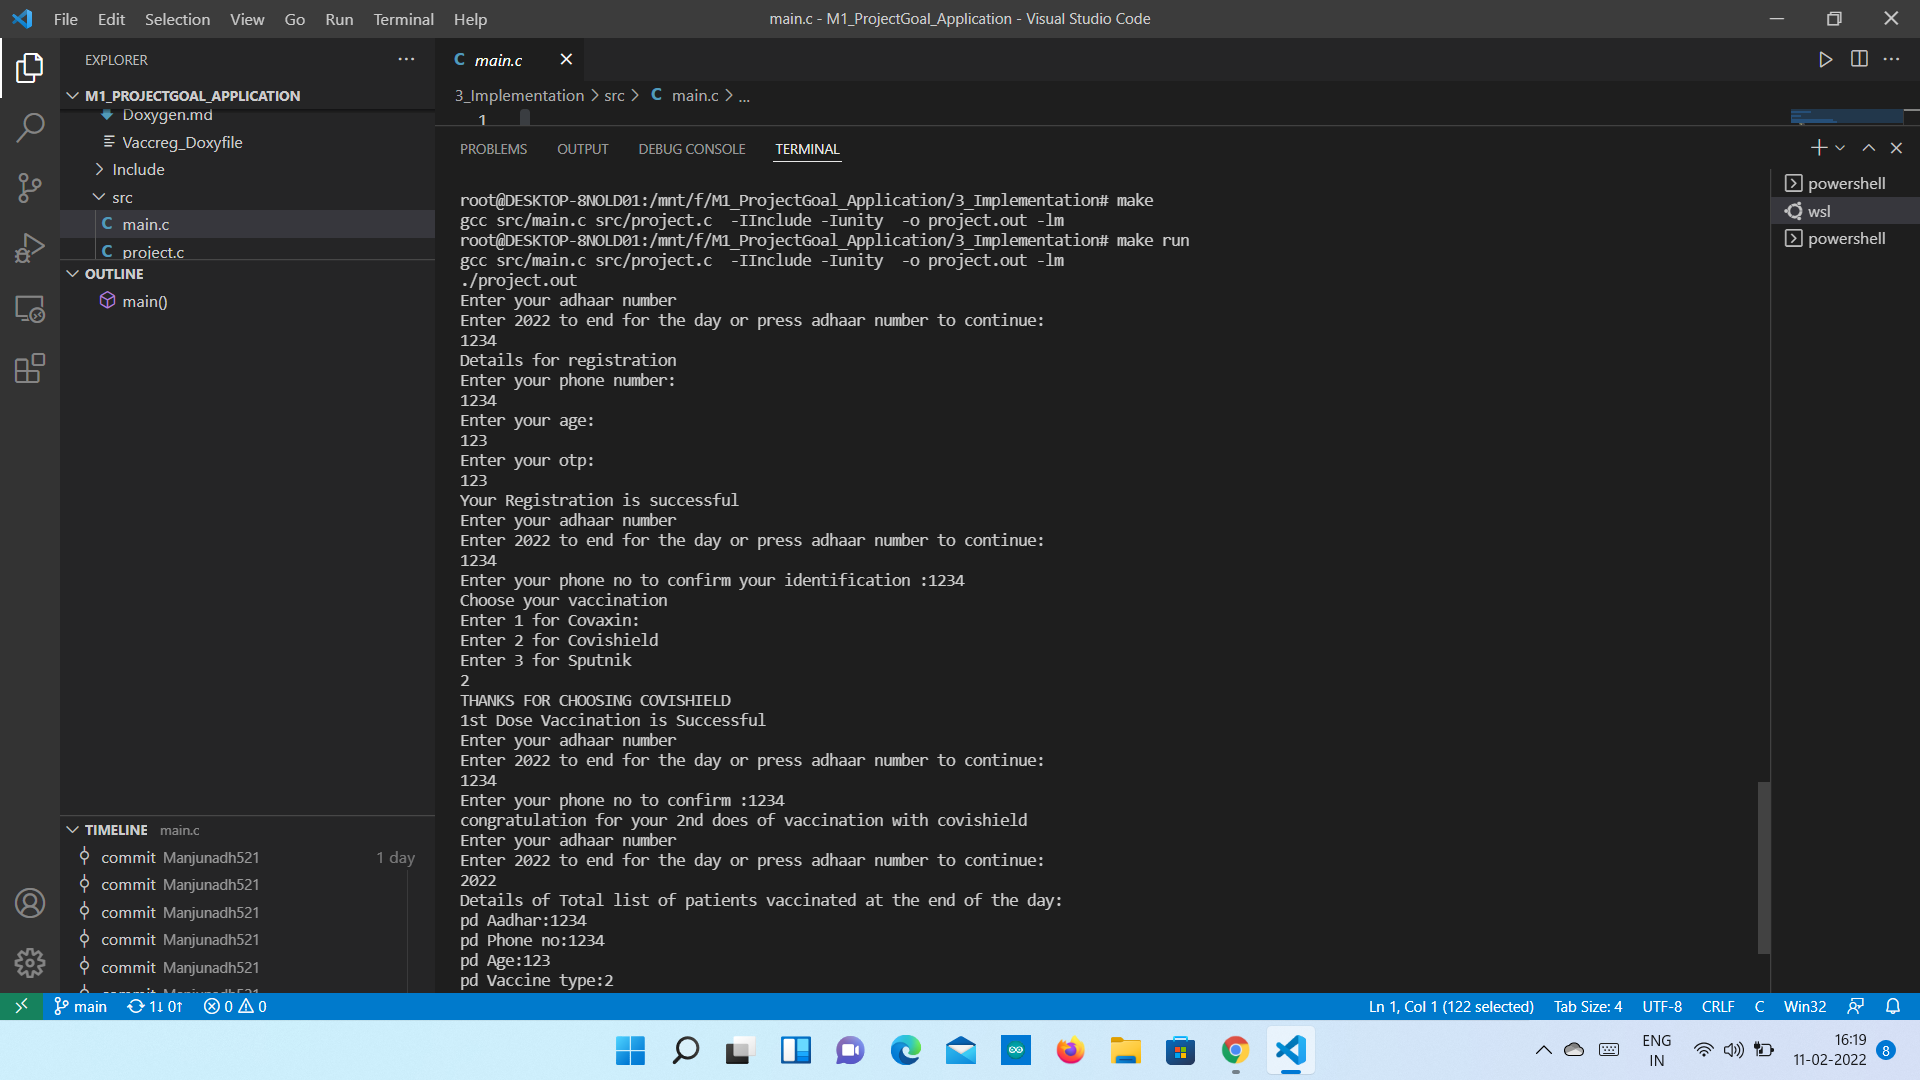 File Edit Selection View Go Run Terminal Help
main.c - M1_ProjectGoal_Application - Visual Studio Code
EXPLORER
M1_PROJECTGOAL_APPLICATION
Doxygen.md
Vaccreg_Doxyfile
Include
src
C main.c
C project.c
OUTLINE
main()
TIMELINE main.c
commit Manjunadh521 1 day
commit Manjunadh521
commit Manjunadh521
commit Manjunadh521
commit Manjunadh521
commit Manjunadh521
C main.c
3_Implementation > src > C main.c > ...
1
PROBLEMS OUTPUT DEBUG CONSOLE TERMINAL
root@DESKTOP-8NOLD01:/mnt/f/M1_ProjectGoal_Application/3_Implementation# make
gcc src/main.c src/project.c  -IInclude -Iunity  -o project.out -lm
root@DESKTOP-8NOLD01:/mnt/f/M1_ProjectGoal_Application/3_Implementation# make run
gcc src/main.c src/project.c  -IInclude -Iunity  -o project.out -lm
./project.out
Enter your adhaar number
Enter 2022 to end for the day or press adhaar number to continue:
1234
Details for registration
Enter your phone number:
1234
Enter your age:
123
Enter your otp:
123
Your Registration is successful
Enter your adhaar number
Enter 2022 to end for the day or press adhaar number to continue:
1234
Enter your phone no to confirm your identification :1234
Choose your vaccination
Enter 1 for Covaxin:
Enter 2 for Covishield
Enter 3 for Sputnik
2
THANKS FOR CHOOSING COVISHIELD
1st Dose Vaccination is Successful
Enter your adhaar number
Enter 2022 to end for the day or press adhaar number to continue:
1234
Enter your phone no to confirm :1234
congratulation for your 2nd does of vaccination with covishield
Enter your adhaar number
Enter 2022 to end for the day or press adhaar number to continue:
2022
Details of Total list of patients vaccinated at the end of the day:
pd Aadhar:1234
pd Phone no:1234
pd Age:123
pd Vaccine type:2
powershell
wsl
powershell
main 1↓ 0↑ 0 0
Ln 1, Col 1 (122 selected) Tab Size: 4 UTF-8 CRLF C Win32
ENG
IN
16:19
11-02-2022
8